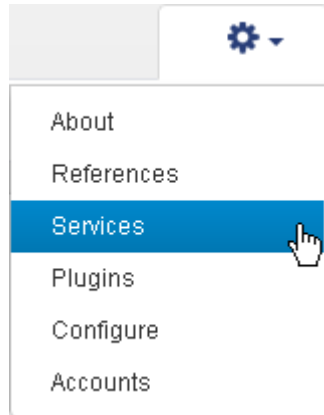 About
References
Services
Plugins
Configure
Accounts